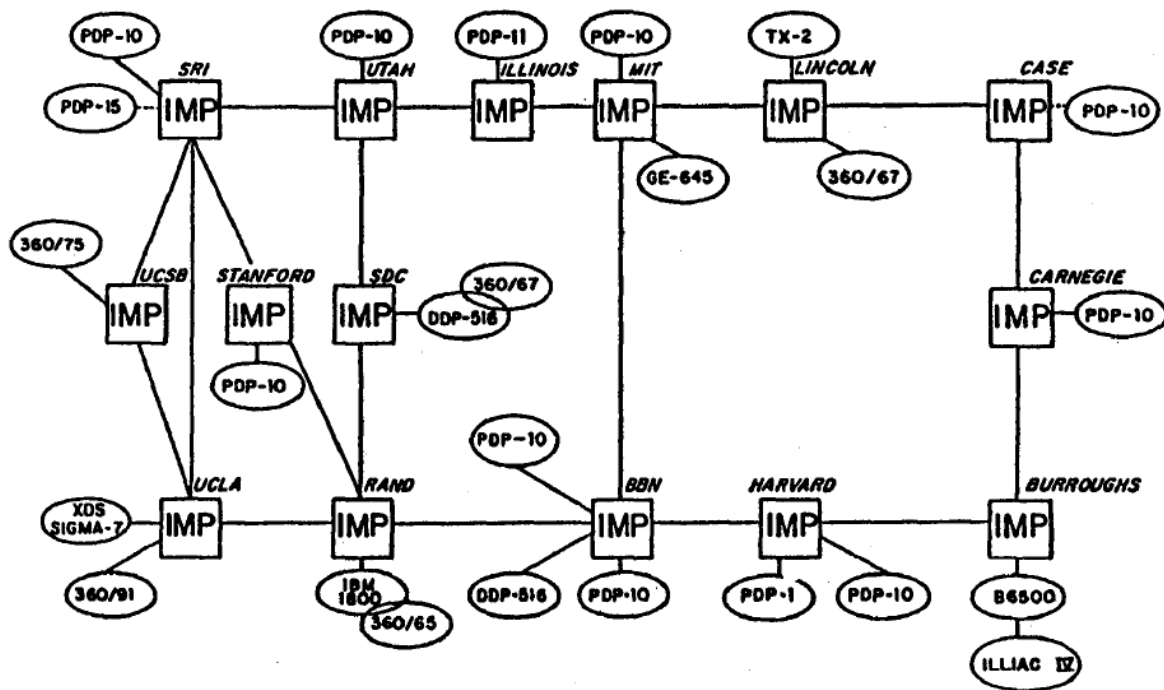 PDP-10
PDP-10
PDP-11
PDP-10
TX-2
SRI
UTAH
ILLINOIS
MIT
LINCOLN
CASE
PDP-15
IMP
IMP
IMP
IMP
IMP
IMP
PDP-10
GE-645
360/67
360/75
UCSB
STANFORD
SDC
360/67
CARNEGIE
IMP
IMP
IMP
DDP-516
IMP
PDP-10
PDP-10
PDP-10
UCLA
RAND
BBN
HARVARD
BURROUGHS
XDS
SIGMA-7
IMP
IMP
IMP
IMP
IMP
360/91
IBM
1800
360/65
DDP-516
PDP-10
PDP-1
PDP-10
B6500
ILLIAC IV